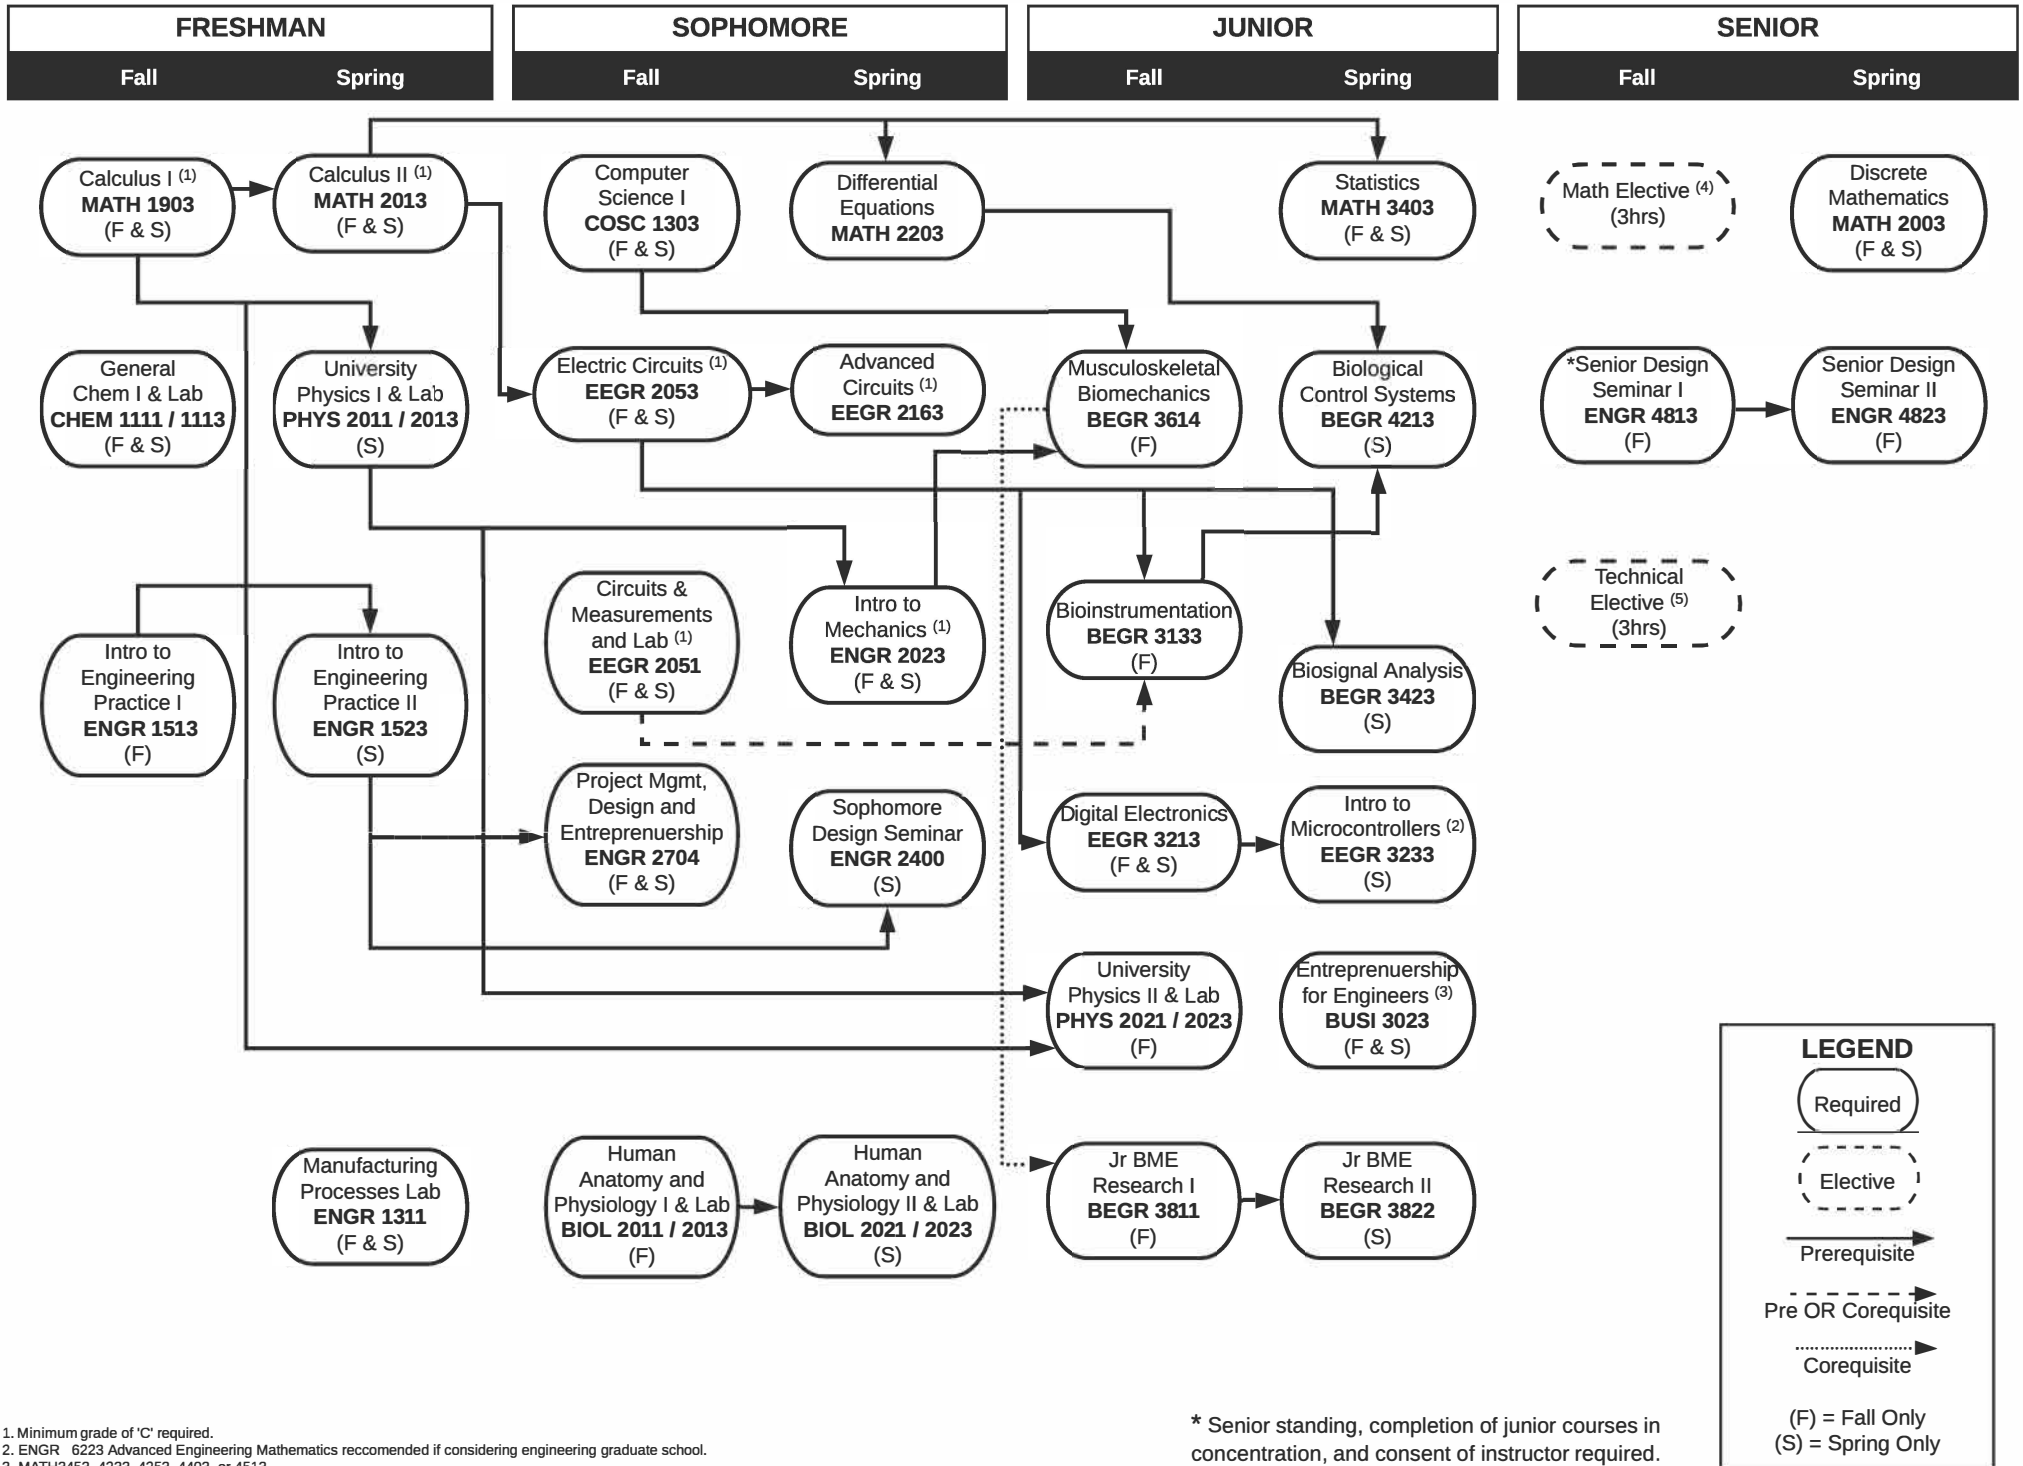 FRESHMAN
Fall Spring
SOPHOMORE
Fall Spring
JUNIOR
Fall Spring
SENIOR
Fall Spring
Calculus I (1)
MATH 1903
(F & S)
Calculus II (1)
MATH 2013
(F & S)
Computer
Science I
COSC 1303
(F & S)
Differential
Equations
MATH 2203
Statistics
MATH 3403
(F & S)
Math Elective (4)
(3hrs)
Discrete
Mathematics
MATH 2003
(F & S)
General
Chem I & Lab
CHEM 1111 / 1113
(F & S)
University
Physics I & Lab
PHYS 2011 / 2013
(S)
Electric Circuits (1)
EEGR 2053
(F & S)
Advanced
Circuits (1)
EEGR 2163
Musculoskeletal
Biomechanics
BEGR 3614
(F)
Biological
Control Systems
BEGR 4213
(S)
*Senior Design
Seminar I
ENGR 4813
(F)
Senior Design
Seminar II
ENGR 4823
(F)
Intro to
Engineering
Practice I
ENGR 1513
(F)
Intro to
Engineering
Practice II
ENGR 1523
(S)
Circuits &
Measurements
and Lab (1)
EEGR 2051
(F & S)
Intro to
Mechanics (1)
ENGR 2023
(F & S)
Bioinstrumentation
BEGR 3133
(F)
Biosignal Analysis
BEGR 3423
(S)
Technical
Elective (5)
(3hrs)
Project Mgmt,
Design and
Entreprenuership
ENGR 2704
(F & S)
Sophomore
Design Seminar
ENGR 2400
(S)
Digital Electronics
EEGR 3213
(F & S)
Intro to
Microcontrollers (2)
EEGR 3233
(S)
University
Physics II & Lab
PHYS 2021 / 2023
(F)
Entreprenuership
for Engineers (3)
BUSI 3023
(F & S)
Manufacturing
Processes Lab
ENGR 1311
(F & S)
Human
Anatomy and
Physiology I & Lab
BIOL 2011 / 2013
(F)
Human
Anatomy and
Physiology II & Lab
BIOL 2021 / 2023
(S)
Jr BME
Research I
BEGR 3811
(F)
Jr BME
Research II
BEGR 3822
(S)
LEGEND
Required
Elective
Prerequisite
Pre OR Corequisite
Corequisite
(F) = Fall Only
(S) = Spring Only
* Senior standing, completion of junior courses in
concentration, and consent of instructor required.
1. Minimum grade of 'C' required.
2. ENGR 6223 Advanced Engineering Mathematics reccomended if considering engineering graduate school.